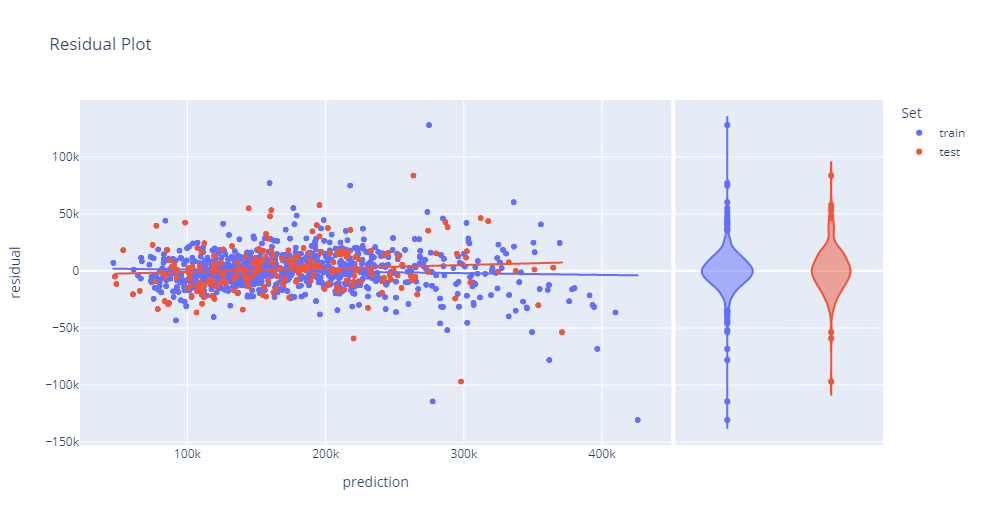 Residual Plot
Set
train
test
100k
50k
0
−50k
−100k
−150k
residual
100k
200k
300k
400k
prediction